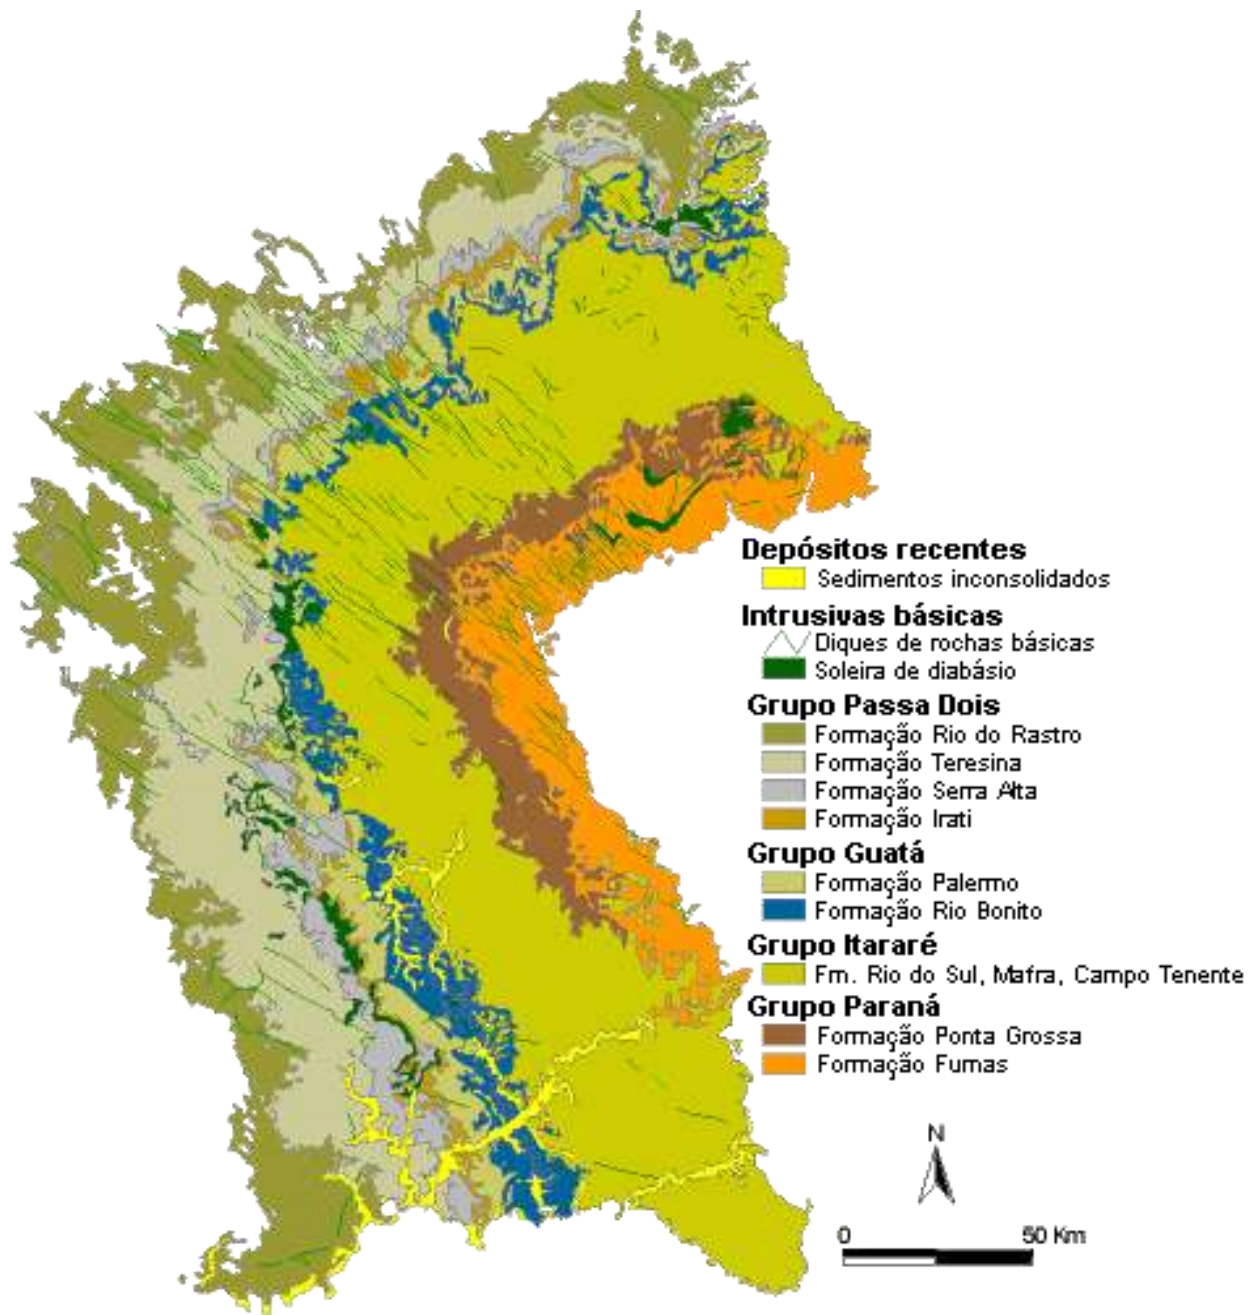 Depósitos recentes
Sedimentos inconsolidados
Intrusivas básicas
Diques de rochas básicas
Soleira de diabásio
Grupo Passa Dois
Formação Rio do Rastro
Formação Teresina
Formação Serra Alta
Formação Irati
Grupo Guatá
Formação Palermo
Formação Rio Bonito
Grupo Itararé
Fm. Rio do Sul, Mafra, Campo Tenente
Grupo Paraná
Formação Ponta Grossa
Formação Furnas
N
0 50 Km